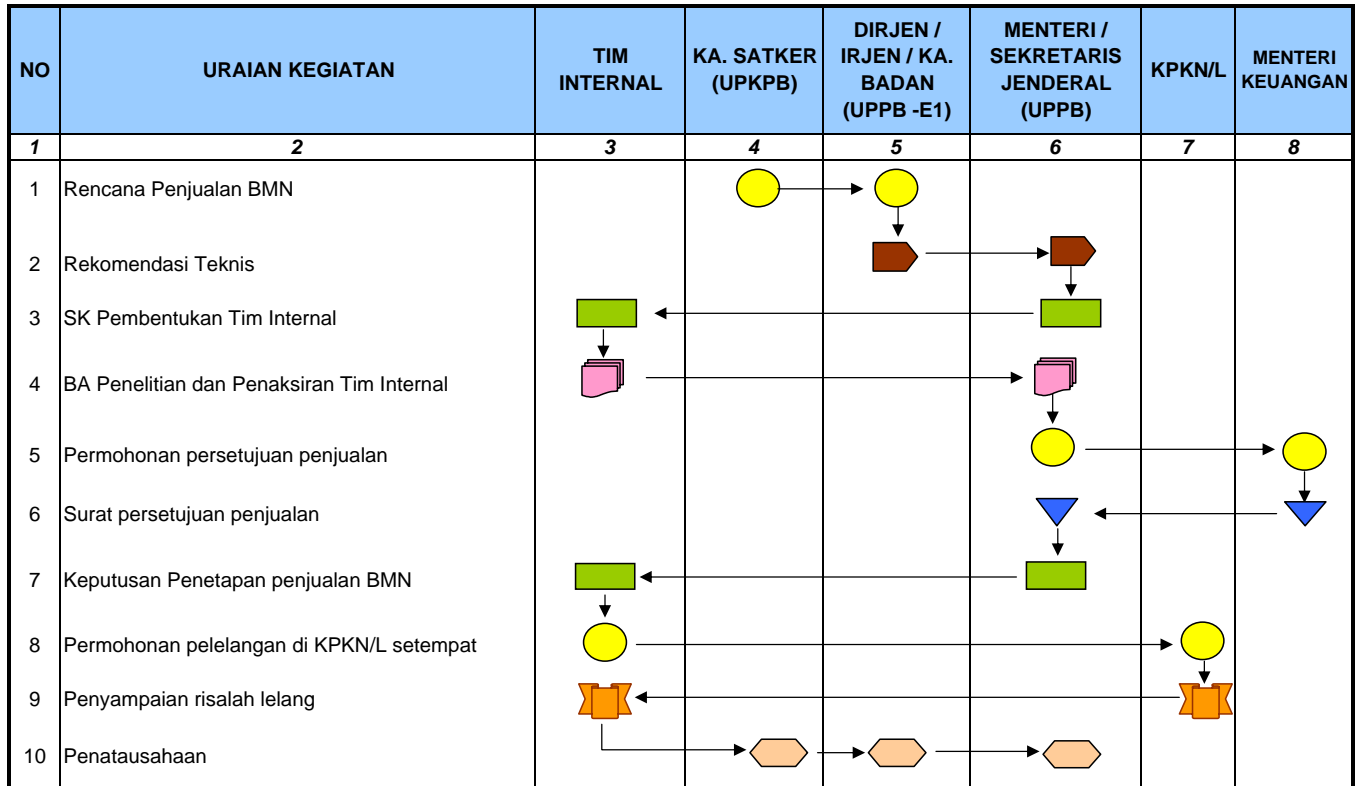 NO
URAIAN KEGIATAN
TIM
INTERNAL
KA. SATKER
(UPKPB)
DIRJEN /
IRJEN / KA.
BADAN
(UPPB -E1)
MENTERI /
SEKRETARIS
JENDERAL
(UPPB)
KPKN/L
MENTERI
KEUANGAN
1 2 3 4 5 6 7 8
1 Rencana Penjualan BMN
2 Rekomendasi Teknis
3 SK Pembentukan Tim Internal
4 BA Penelitian dan Penaksiran Tim Internal
5 Permohonan persetujuan penjualan
6 Surat persetujuan penjualan
7 Keputusan Penetapan penjualan BMN
8 Permohonan pelelangan di KPKN/L setempat
9 Penyampaian risalah lelang
10 Penatausahaan